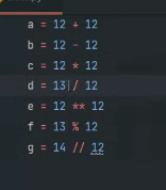 a = 12 + 12
b = 12 - 12
c = 12 * 12
d = 13 / 12
e = 12 ** 12
f = 13 % 12
g = 14 // 12